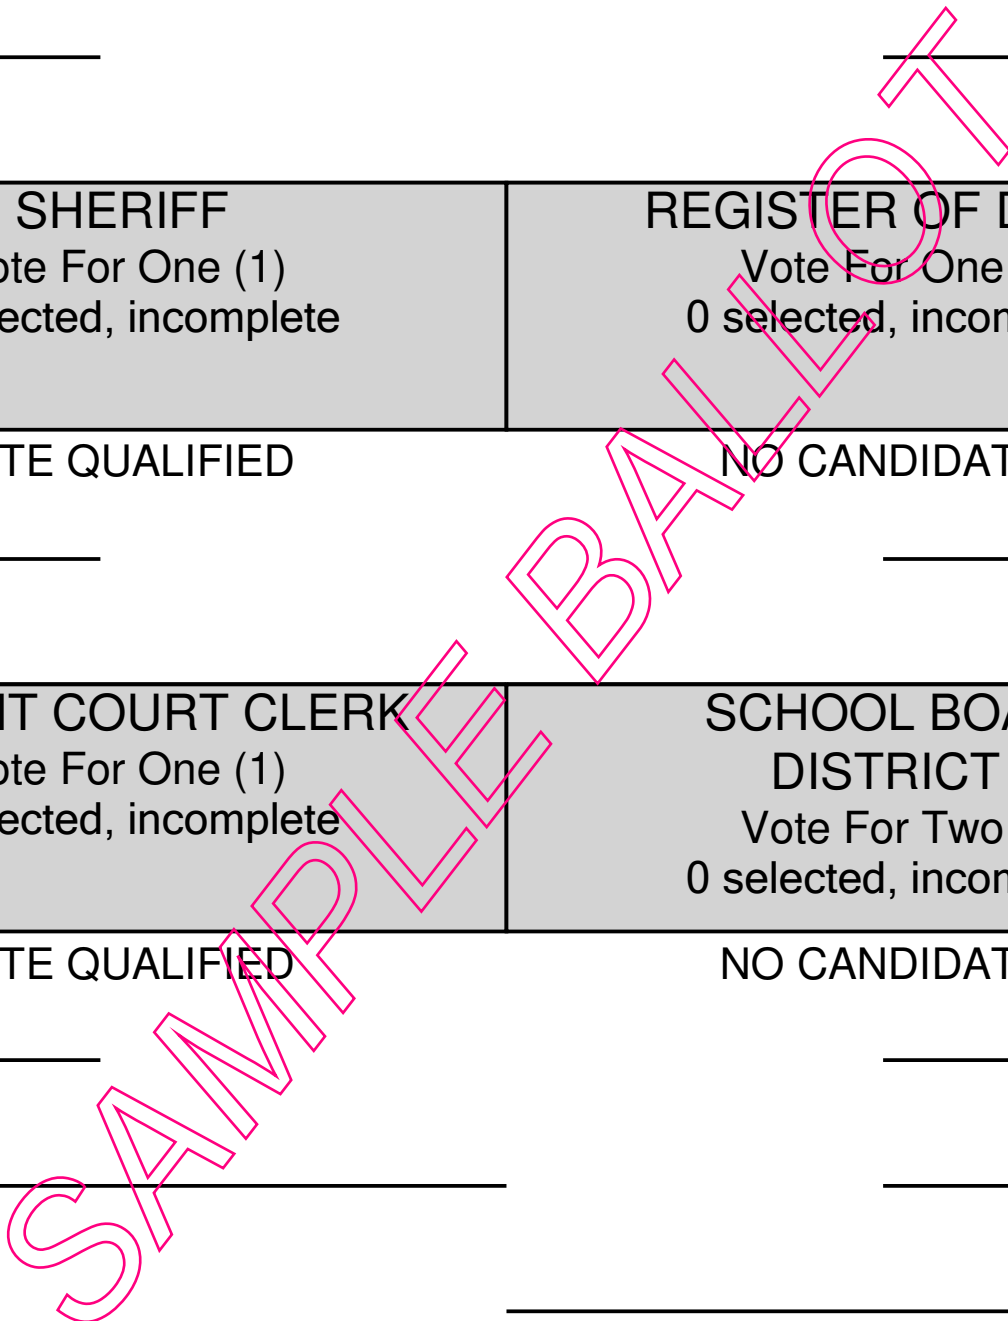 SHERIFF
ote For One (1)
ected, incomplete
TE QUALIFIED
REGISTER OF D
Vote For One
0 selected, incom
NO CANDIDAT
IT COURT CLERK
ote For One (1)
ected, incomplete
TE QUALIFIED
SCHOOL BOA
DISTRICT
Vote For Two
0 selected, incom
NO CANDIDAT
SAMPLE BALLOT